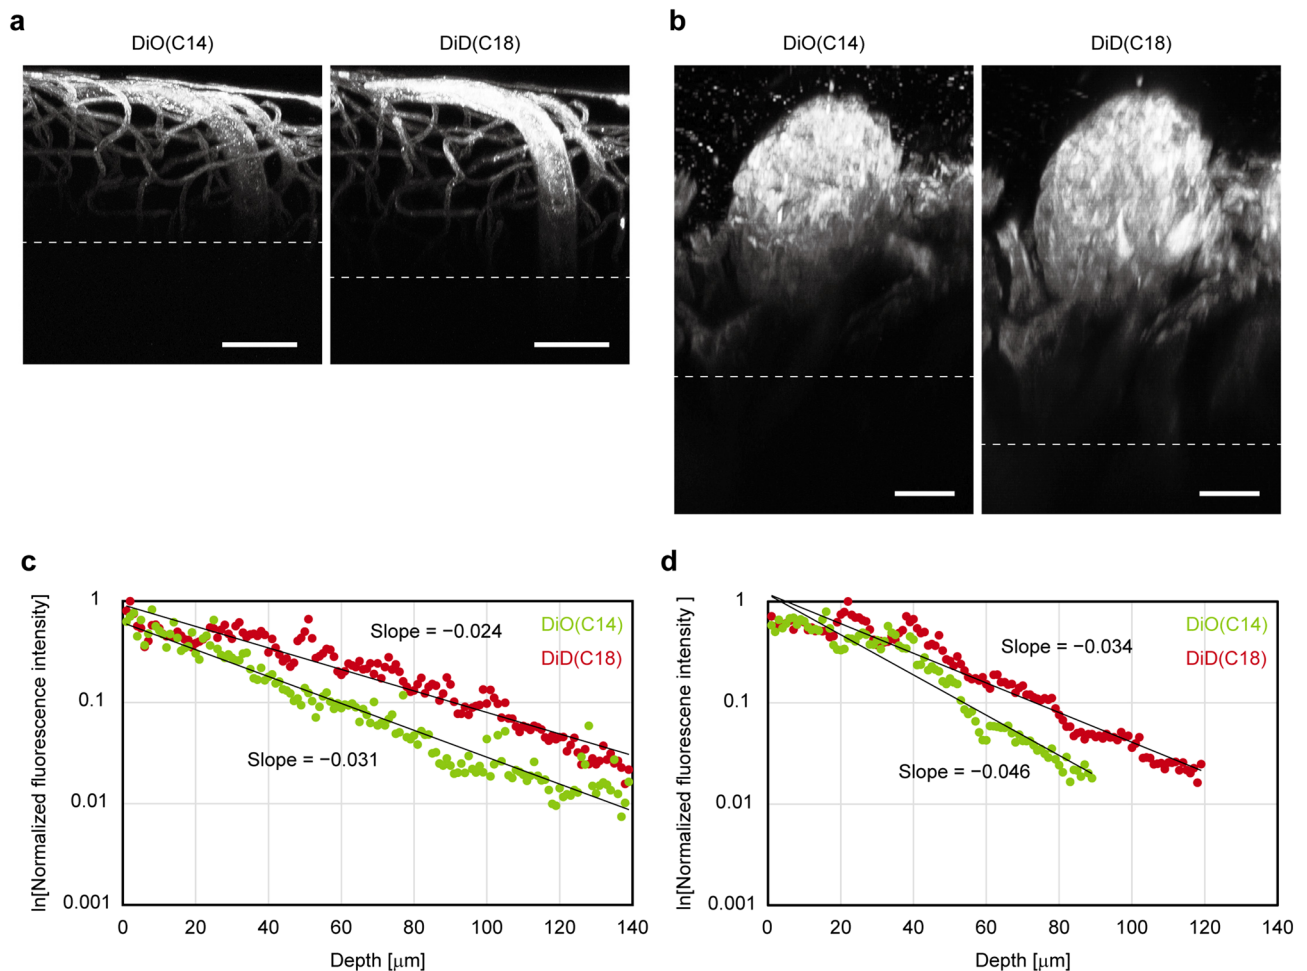 a
b
DiO(C14)
DiD(C18)
DiO(C14)
DiD(C18)
c
ln[Normalized fluorescence intensity]
1
0.1
0.01
0.001
0
20
40
60
80
100
120
140
Depth [μm]
Slope = −0.024
Slope = −0.031
DiO(C14)
DiD(C18)
d
ln[Normalized fluorescene intensity ]
1
0.1
0.01
0.001
0
20
40
60
80
100
120
140
Depth [μm]
Slope = −0.034
Slope = −0.046
DiO(C14)
DiD(C18)